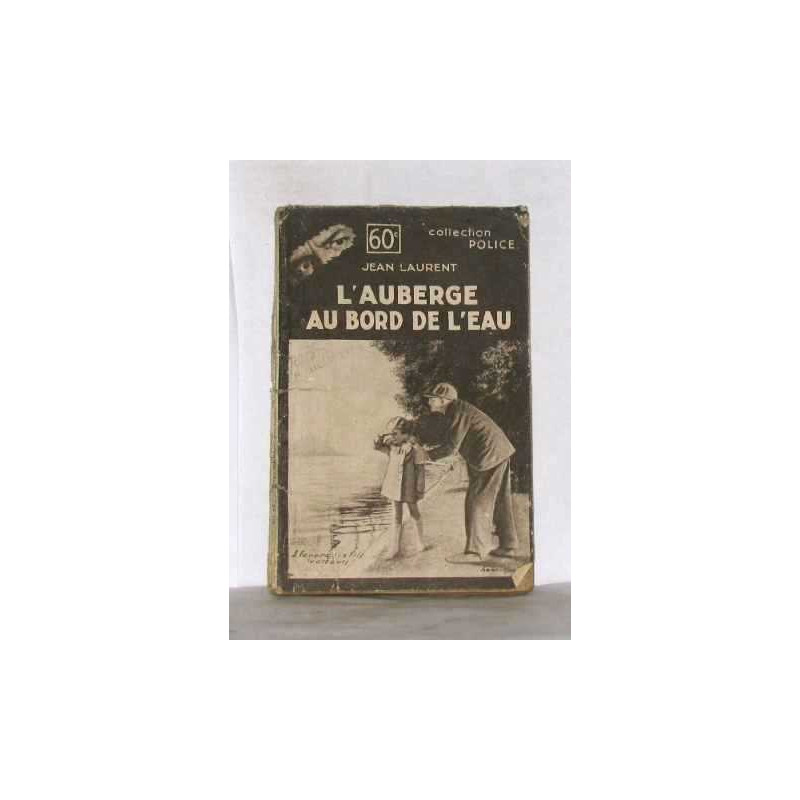 60c
collection
POLICE
JEAN LAURENT
L'AUBERGE
AU BORD DE L'EAU